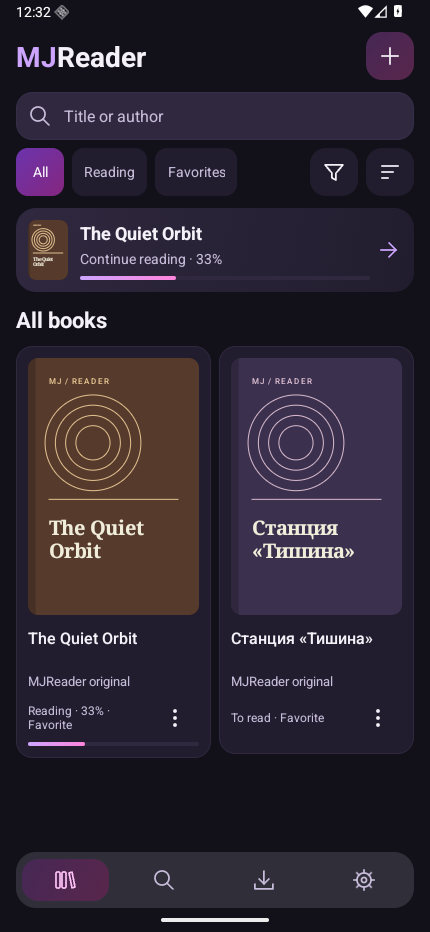 12:32
MJReader
Title or author
All
Reading
Favorites
The Quiet Orbit
The Quiet
Orbit
Continue reading · 33%
All books
MJ / READER
The Quiet
Orbit
The Quiet Orbit
MJReader original
Reading · 33% ·
Favorite
MJ / READER
Станция
«Тишина»
Станция «Тишина»
MJReader original
To read · Favorite